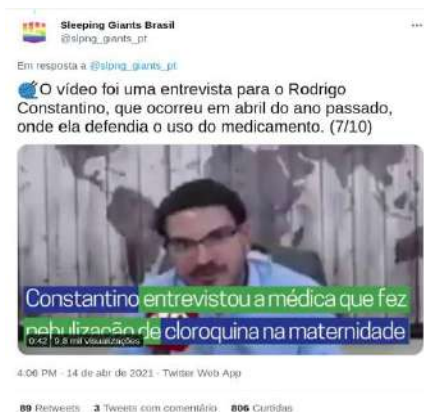 Sleeping Giants Brasil
@slpng_giants_pt
Em resposta a @slpng_giants_pt
O vídeo foi uma entrevista para o Rodrigo
Constantino, que ocorreu em abril do ano passado,
onde ela defendia o uso do medicamento. (7/10)
Constantino entrevistou a médica que fez
nebulização de cloroquina na maternidade
0:42 9,8 mil visualizações
4:06 PM · 14 de abr de 2021 · Twitter Web App
89 Retweets 3 Tweets com comentário 806 Curtidas